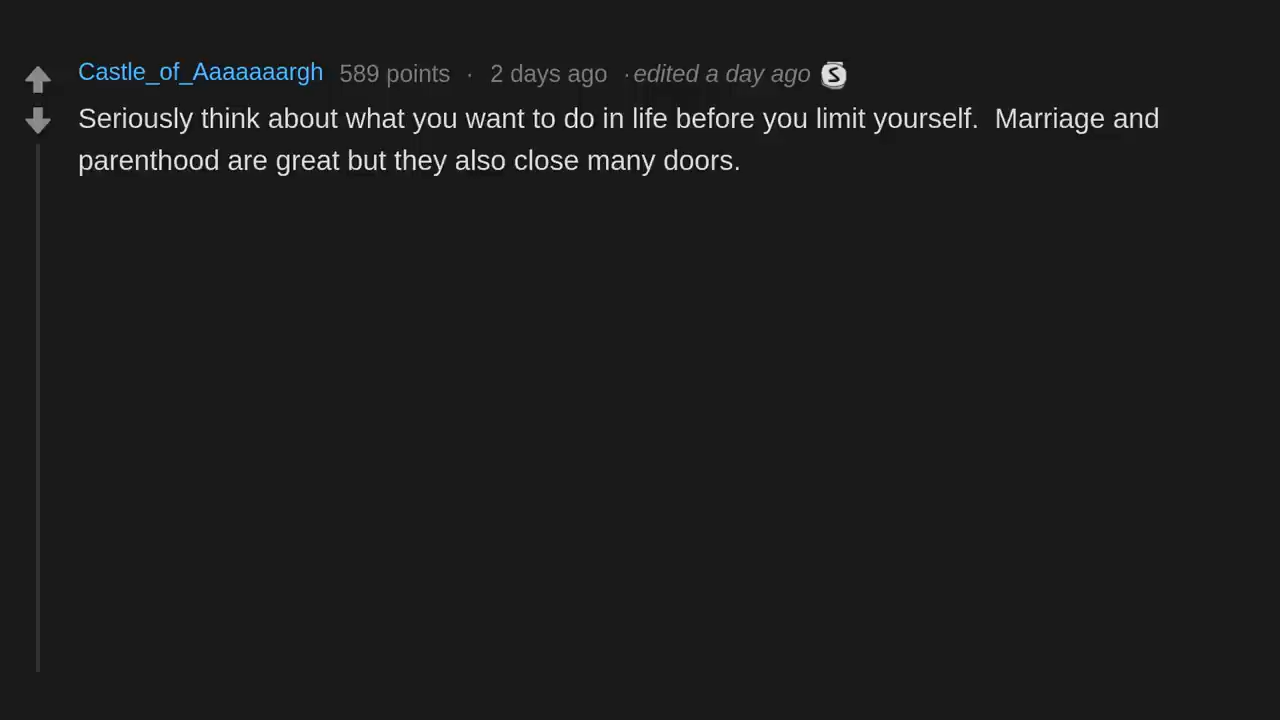 Castle_of_Aaaaaaargh 589 points · 2 days ago · edited a day ago S
Seriously think about what you want to do in life before you limit yourself.  Marriage and
parenthood are great but they also close many doors.